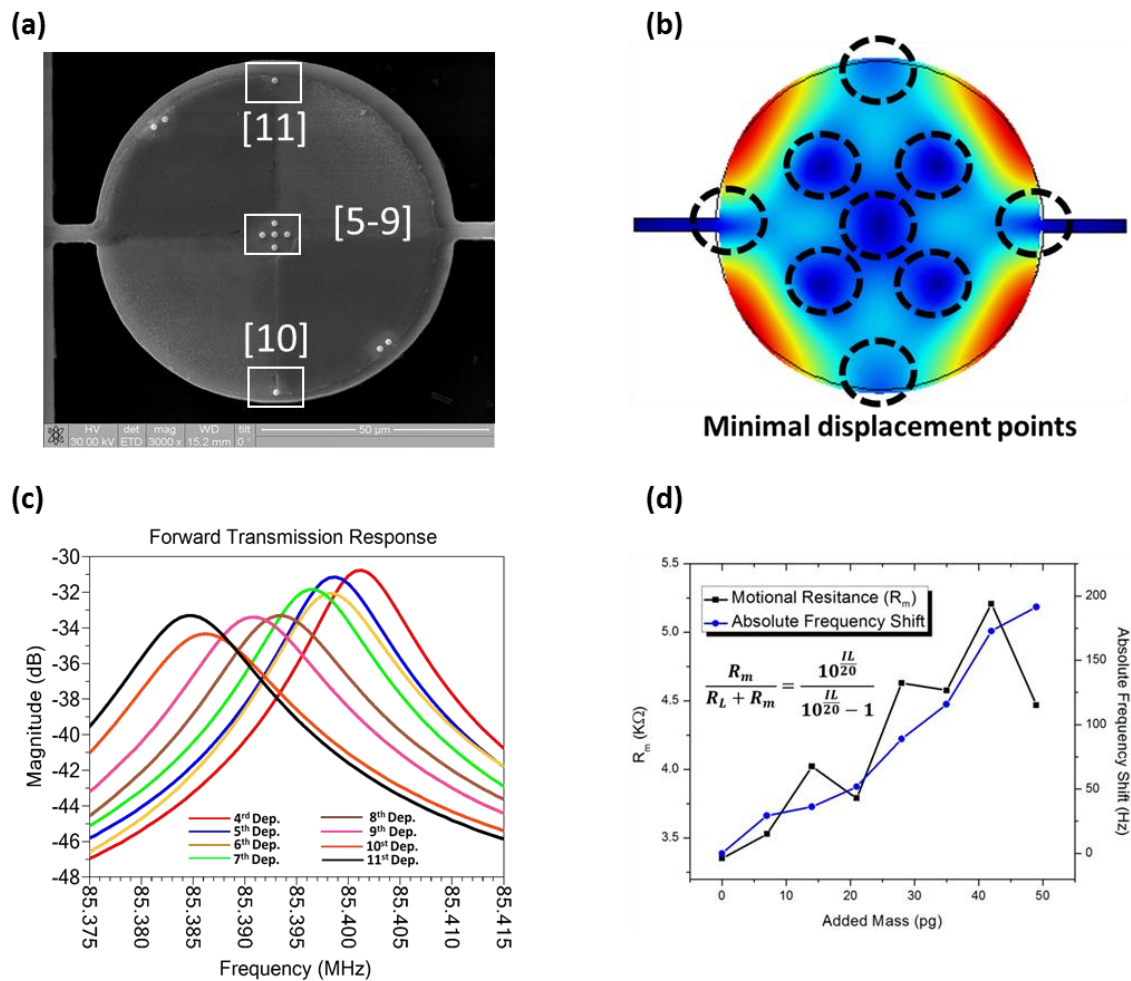 (a)
[11]
[5-9]
[10]
HV det mag WD tilt 50 µm
30.00 kV ETD 3000 x 15.2 mm 0°
(b)
Minimal displacement points
(c)
Forward Transmission Response
Magnitude (dB)
-30
-32
-34
-36
-38
-40
-42
-44
-46
-48
4rd Dep. 8th Dep.
5th Dep. 9th Dep.
6th Dep. 10st Dep.
7th Dep. 11st Dep.
85.375 85.380 85.385 85.390 85.395 85.400 85.405 85.410 85.415
Frequency (MHz)
(d)
Motional Resitance (Rm)
Absolute Frequency Shift
Rm / (RL + Rm) = 10^(IL/20) / (10^(IL/20) − 1)
Rm (KΩ)
5.5
5.0
4.5
4.0
3.5
200
150
100
50
0
Absolute Frequency Shift (Hz)
0 10 20 30 40 50
Added Mass (pg)